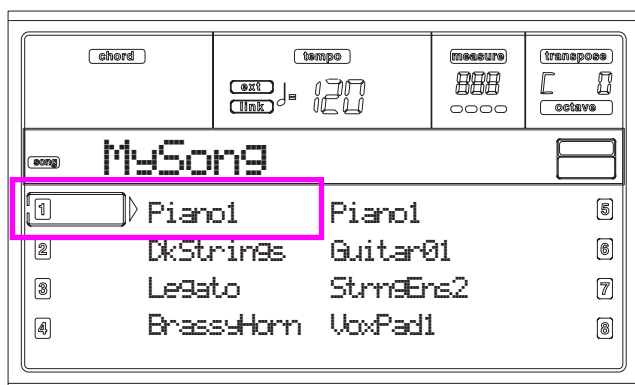 chord tempo measure transpose
ext
link ♩= 120 888 C 0
octave
song MySong
1 Piano1 Piano1 5
2 DkStrings Guitar01 6
3 Legato StrngEns2 7
4 BrassyHorn VoxPad1 8